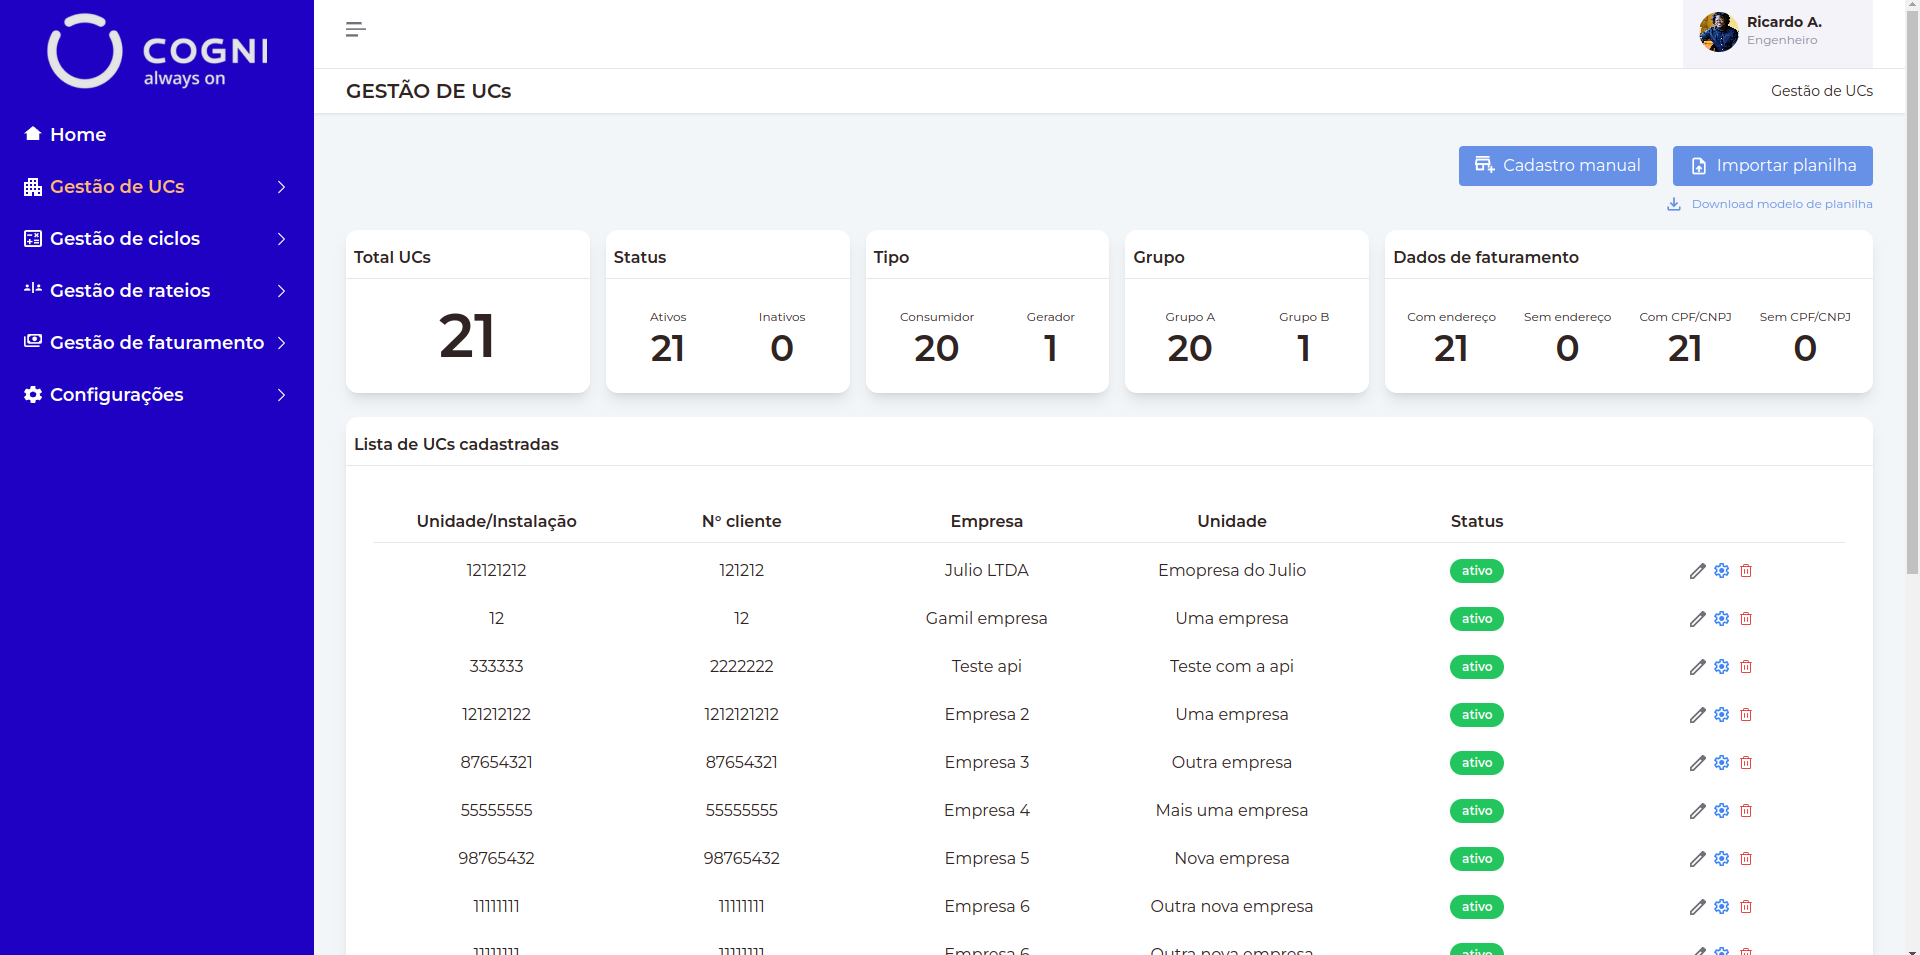 COGNI
always on
Home
Gestão de UCs
Gestão de ciclos
Gestão de rateios
Gestão de faturamento
Configurações
Ricardo A.
Engenheiro
GESTÃO DE UCs
Gestão de UCs
Cadastro manual
Importar planilha
Download modelo de planilha
Total UCs
21
Status
Ativos Inativos
21 0
Tipo
Consumidor Gerador
20 1
Grupo
Grupo A Grupo B
20 1
Dados de faturamento
Com endereço Sem endereço Com CPF/CNPJ Sem CPF/CNPJ
21 0 21 0
Lista de UCs cadastradas
Unidade/Instalação N° cliente Empresa Unidade Status
12121212 121212 Julio LTDA Emopresa do Julio ativo
12 12 Gamil empresa Uma empresa ativo
333333 2222222 Teste api Teste com a api ativo
121212122 1212121212 Empresa 2 Uma empresa ativo
87654321 87654321 Empresa 3 Outra empresa ativo
55555555 55555555 Empresa 4 Mais uma empresa ativo
98765432 98765432 Empresa 5 Nova empresa ativo
11111111 11111111 Empresa 6 Outra nova empresa ativo
11111111 11111111 Empresa 6 Outra nova empresa ativo